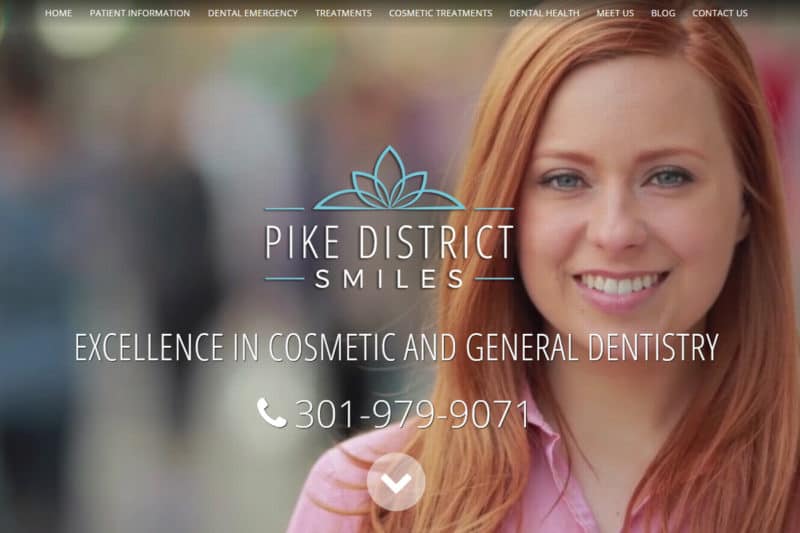 HOME PATIENT INFORMATION DENTAL EMERGENCY TREATMENTS COSMETIC TREATMENTS DENTAL HEALTH MEET US BLOG CONTACT US
PIKE DISTRICT
SMILES
EXCELLENCE IN COSMETIC AND GENERAL DENTISTRY
301-979-9071